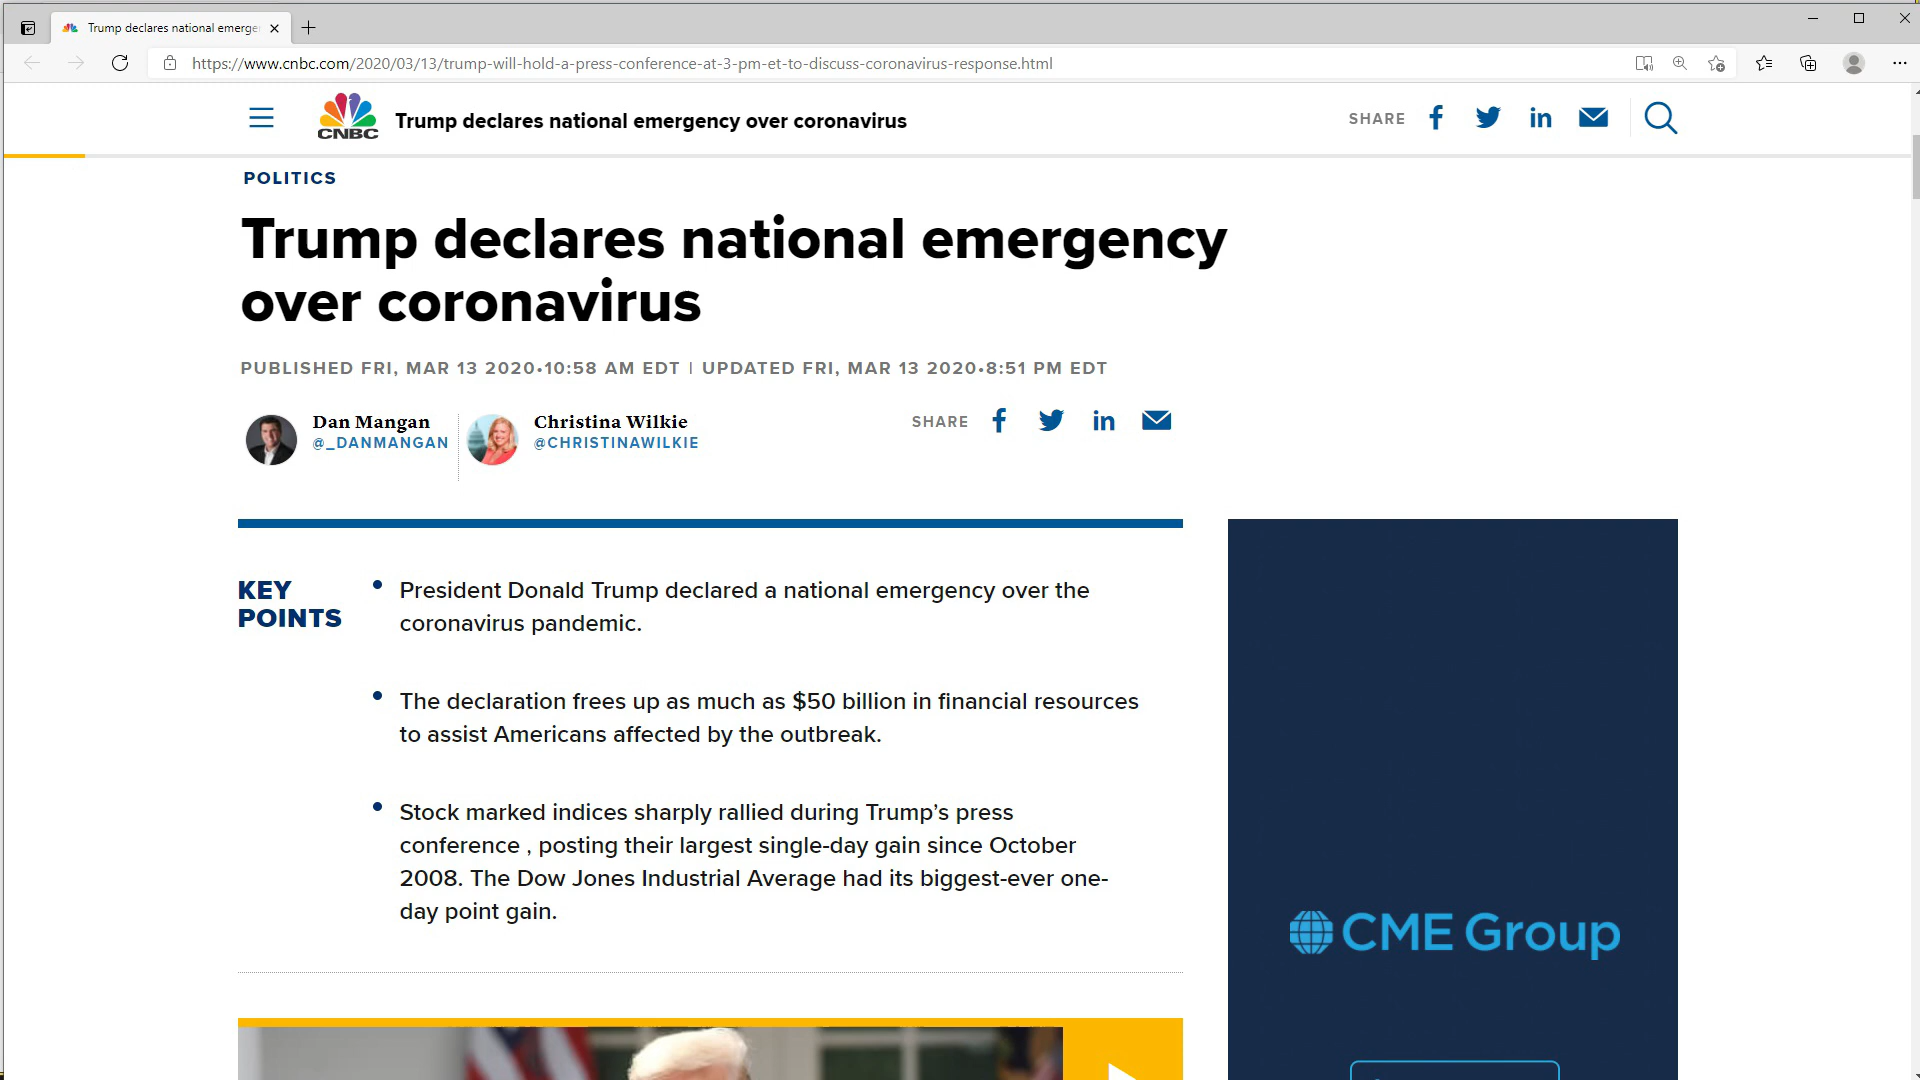 Trump declares national emerge
https://www.cnbc.com/2020/03/13/trump-will-hold-a-press-conference-at-3-pm-et-to-discuss-coronavirus-response.html
CNBC
Trump declares national emergency over coronavirus
SHARE
POLITICS
Trump declares national emergency
over coronavirus
PUBLISHED FRI, MAR 13 2020•10:58 AM EDT | UPDATED FRI, MAR 13 2020•8:51 PM EDT
Dan Mangan
@_DANMANGAN
Christina Wilkie
@CHRISTINAWILKIE
SHARE
KEY
POINTS
President Donald Trump declared a national emergency over the
coronavirus pandemic.
The declaration frees up as much as $50 billion in financial resources
to assist Americans affected by the outbreak.
Stock marked indices sharply rallied during Trump’s press
conference , posting their largest single-day gain since October
2008. The Dow Jones Industrial Average had its biggest-ever one-
day point gain.
CME Group